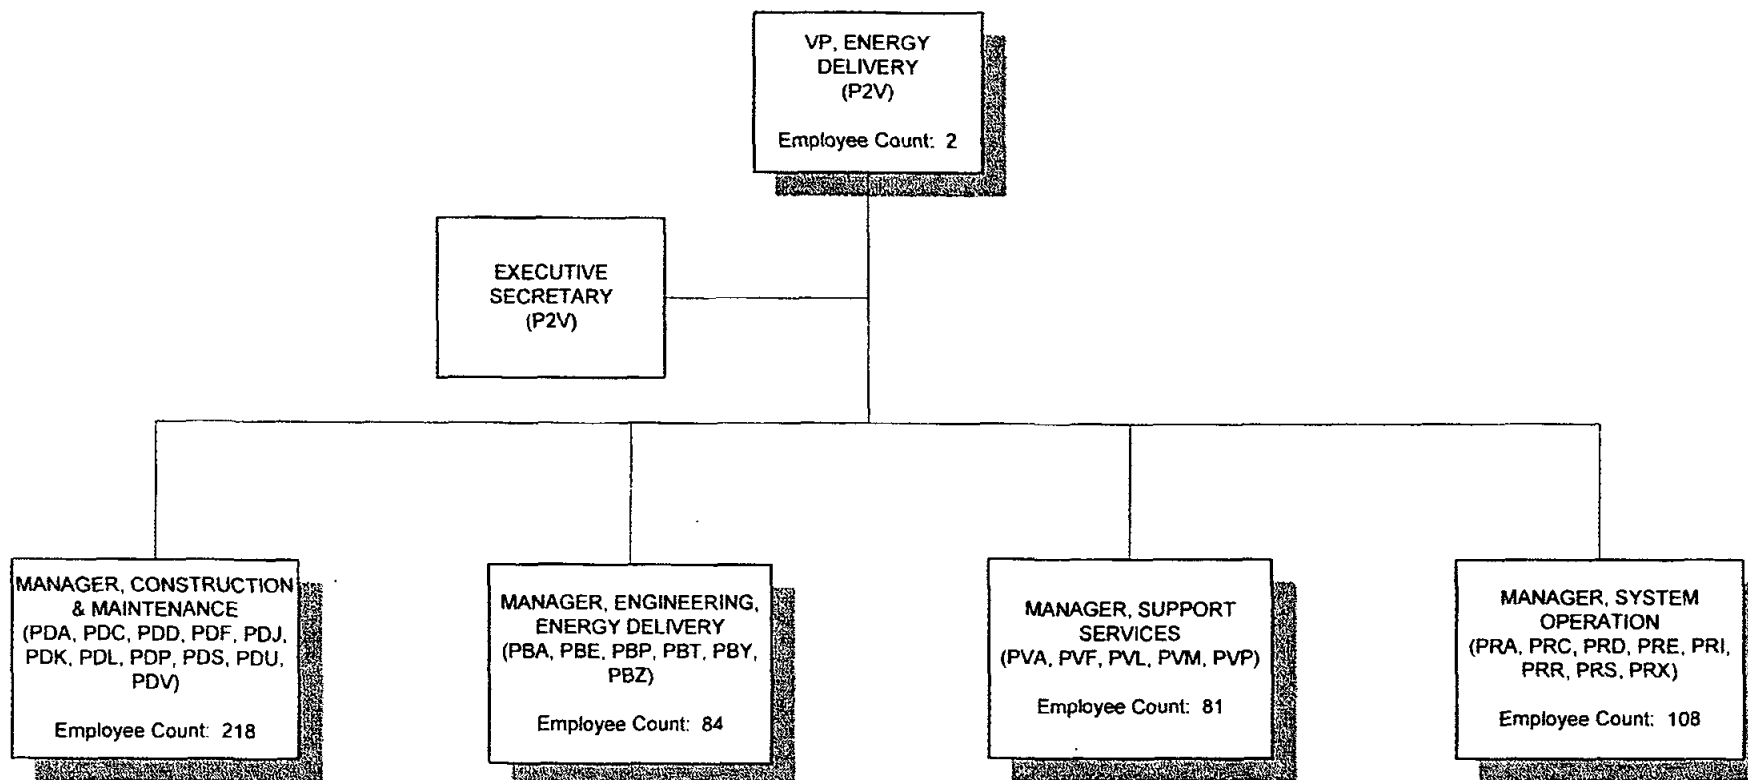 VP, ENERGY
DELIVERY
(P2V)
Employee Count: 2
EXECUTIVE
SECRETARY
(P2V)
MANAGER, CONSTRUCTION
& MAINTENANCE
(PDA, PDC, PDD, PDF, PDJ,
PDK, PDL, PDP, PDS, PDU,
PDV)
Employee Count: 218
MANAGER, ENGINEERING,
ENERGY DELIVERY
(PBA, PBE, PBP, PBT, PBY,
PBZ)
Employee Count: 84
MANAGER, SUPPORT
SERVICES
(PVA, PVF, PVL, PVM, PVP)
Employee Count: 81
MANAGER, SYSTEM
OPERATION
(PRA, PRC, PRD, PRE, PRI,
PRR, PRS, PRX)
Employee Count: 108